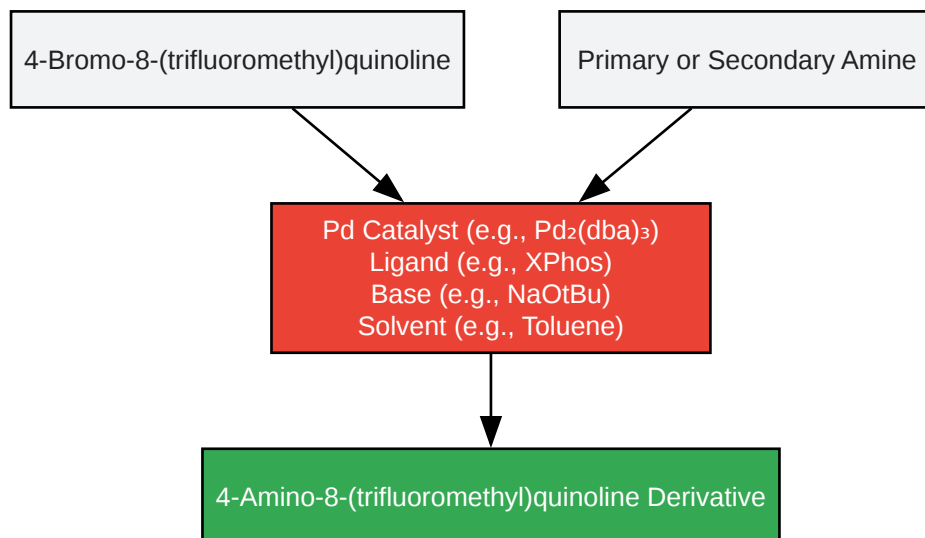 4-Bromo-8-(trifluoromethyl)quinoline
Primary or Secondary Amine
Pd Catalyst (e.g., Pd₂(dba)₃)
Ligand (e.g., XPhos)
Base (e.g., NaOtBu)
Solvent (e.g., Toluene)
4-Amino-8-(trifluoromethyl)quinoline Derivative